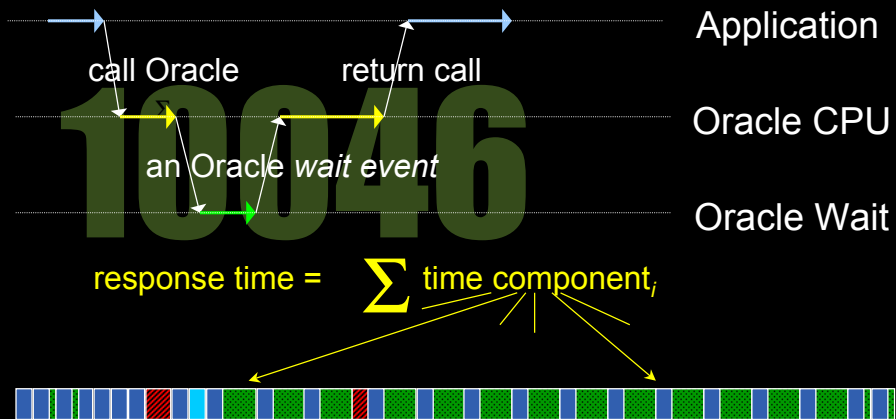 Application
call Oracle
return call
10046
Σ
Oracle CPU
an Oracle wait event
Oracle Wait
response time = ∑ time componentᵢ